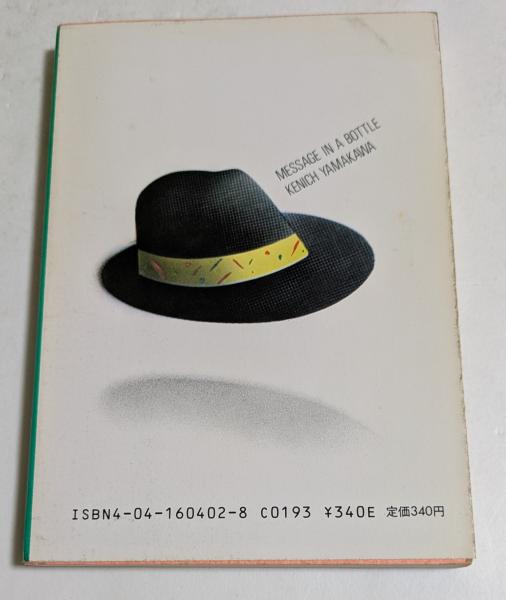 MESSAGE IN A BOTTLE
KENICH YAMAKAWA
ISBN4-04-160402-8 C0193 ¥340E 定価340円